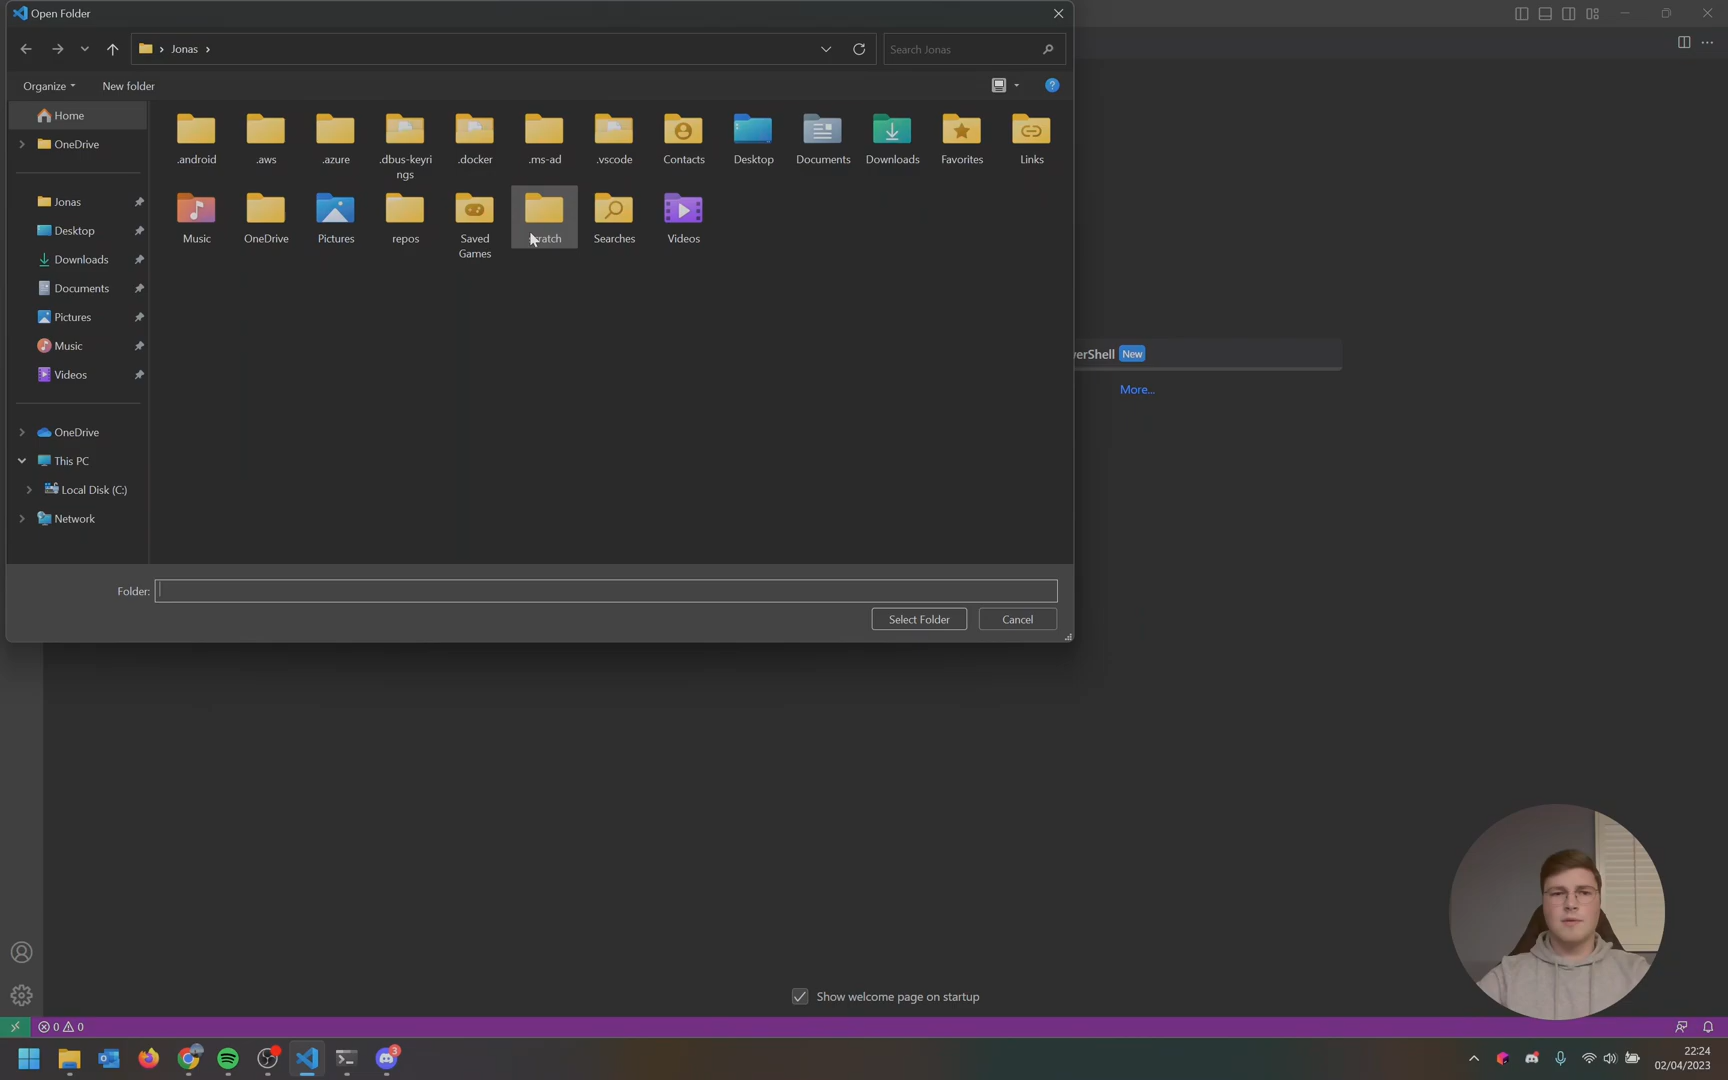 Open Folder
Jonas
Search Jonas
Organize
New folder
Home
OneDrive
Jonas
Desktop
Downloads
Documents
Pictures
Music
Videos
OneDrive
This PC
Local Disk (C:)
Network
.android
.aws
.azure
.dbus-keyri
ngs
.docker
.ms-ad
.vscode
Contacts
Desktop
Documents
Downloads
Favorites
Links
Music
OneDrive
Pictures
repos
Saved
Games
Searches
Videos
Folder:
Select Folder
Cancel
New
More...
Show welcome page on startup
0 0
3
22:24
02/04/2023